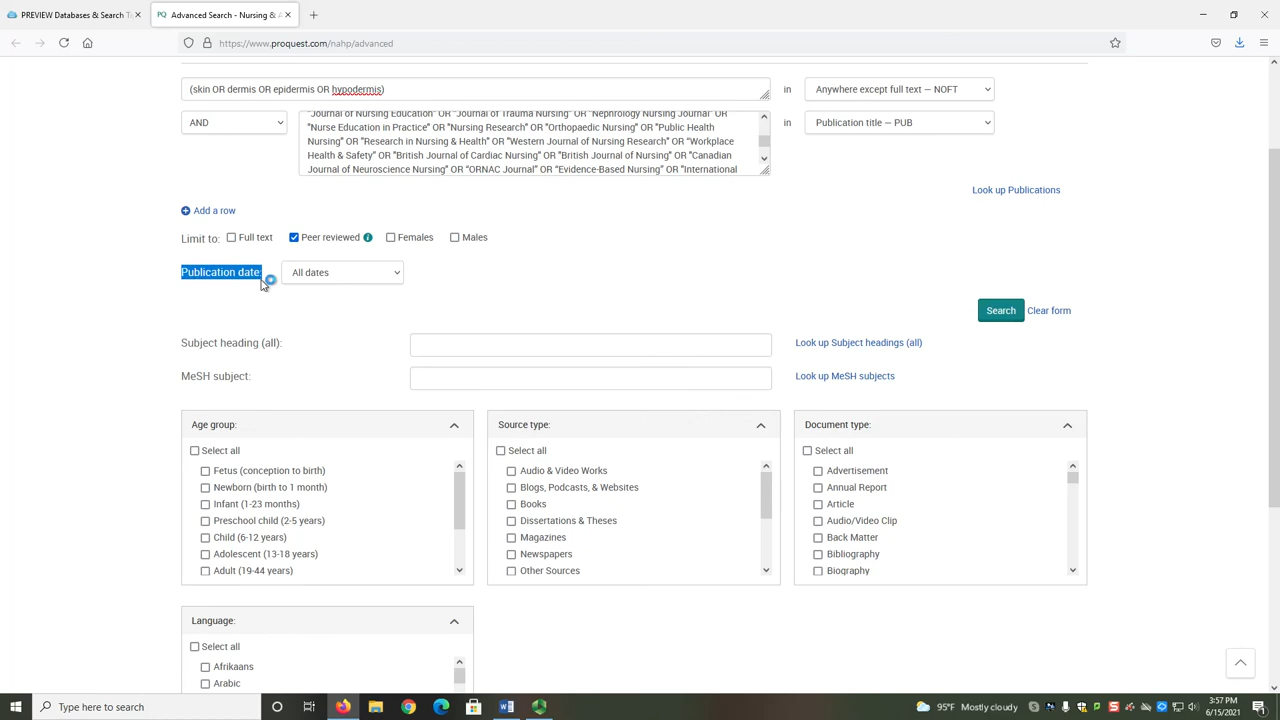 PREVIEW Databases & Search T
PQ Advanced Search - Nursing & A
https://www.proquest.com/nahp/advanced
(skin OR dermis OR epidermis OR hypodermis)
in
Anywhere except full text — NOFT
AND
"Journal of Nursing Education" OR "Journal of Trauma Nursing" OR "Nephrology Nursing Journal" OR
"Nurse Education in Practice" OR "Nursing Research" OR "Orthopaedic Nursing" OR "Public Health
Nursing" OR "Research in Nursing & Health" OR "Western Journal of Nursing Research" OR "Workplace
Health & Safety" OR "British Journal of Cardiac Nursing" OR "British Journal of Nursing" OR "Canadian
Journal of Neuroscience Nursing" OR "ORNAC Journal" OR "Evidence-Based Nursing" OR "International
in
Publication title — PUB
Look up Publications
Add a row
Limit to: Full text Peer reviewed Females Males
Publication date: All dates
Search Clear form
Subject heading (all): Look up Subject headings (all)
MeSH subject: Look up MeSH subjects
Age group:
Select all
Fetus (conception to birth)
Newborn (birth to 1 month)
Infant (1-23 months)
Preschool child (2-5 years)
Child (6-12 years)
Adolescent (13-18 years)
Adult (19-44 years)
Source type:
Select all
Audio & Video Works
Blogs, Podcasts, & Websites
Books
Dissertations & Theses
Magazines
Newspapers
Other Sources
Document type:
Select all
Advertisement
Annual Report
Article
Audio/Video Clip
Back Matter
Bibliography
Biography
Language:
Select all
Afrikaans
Arabic
Type here to search
95°F Mostly cloudy
3:57 PM
6/15/2021